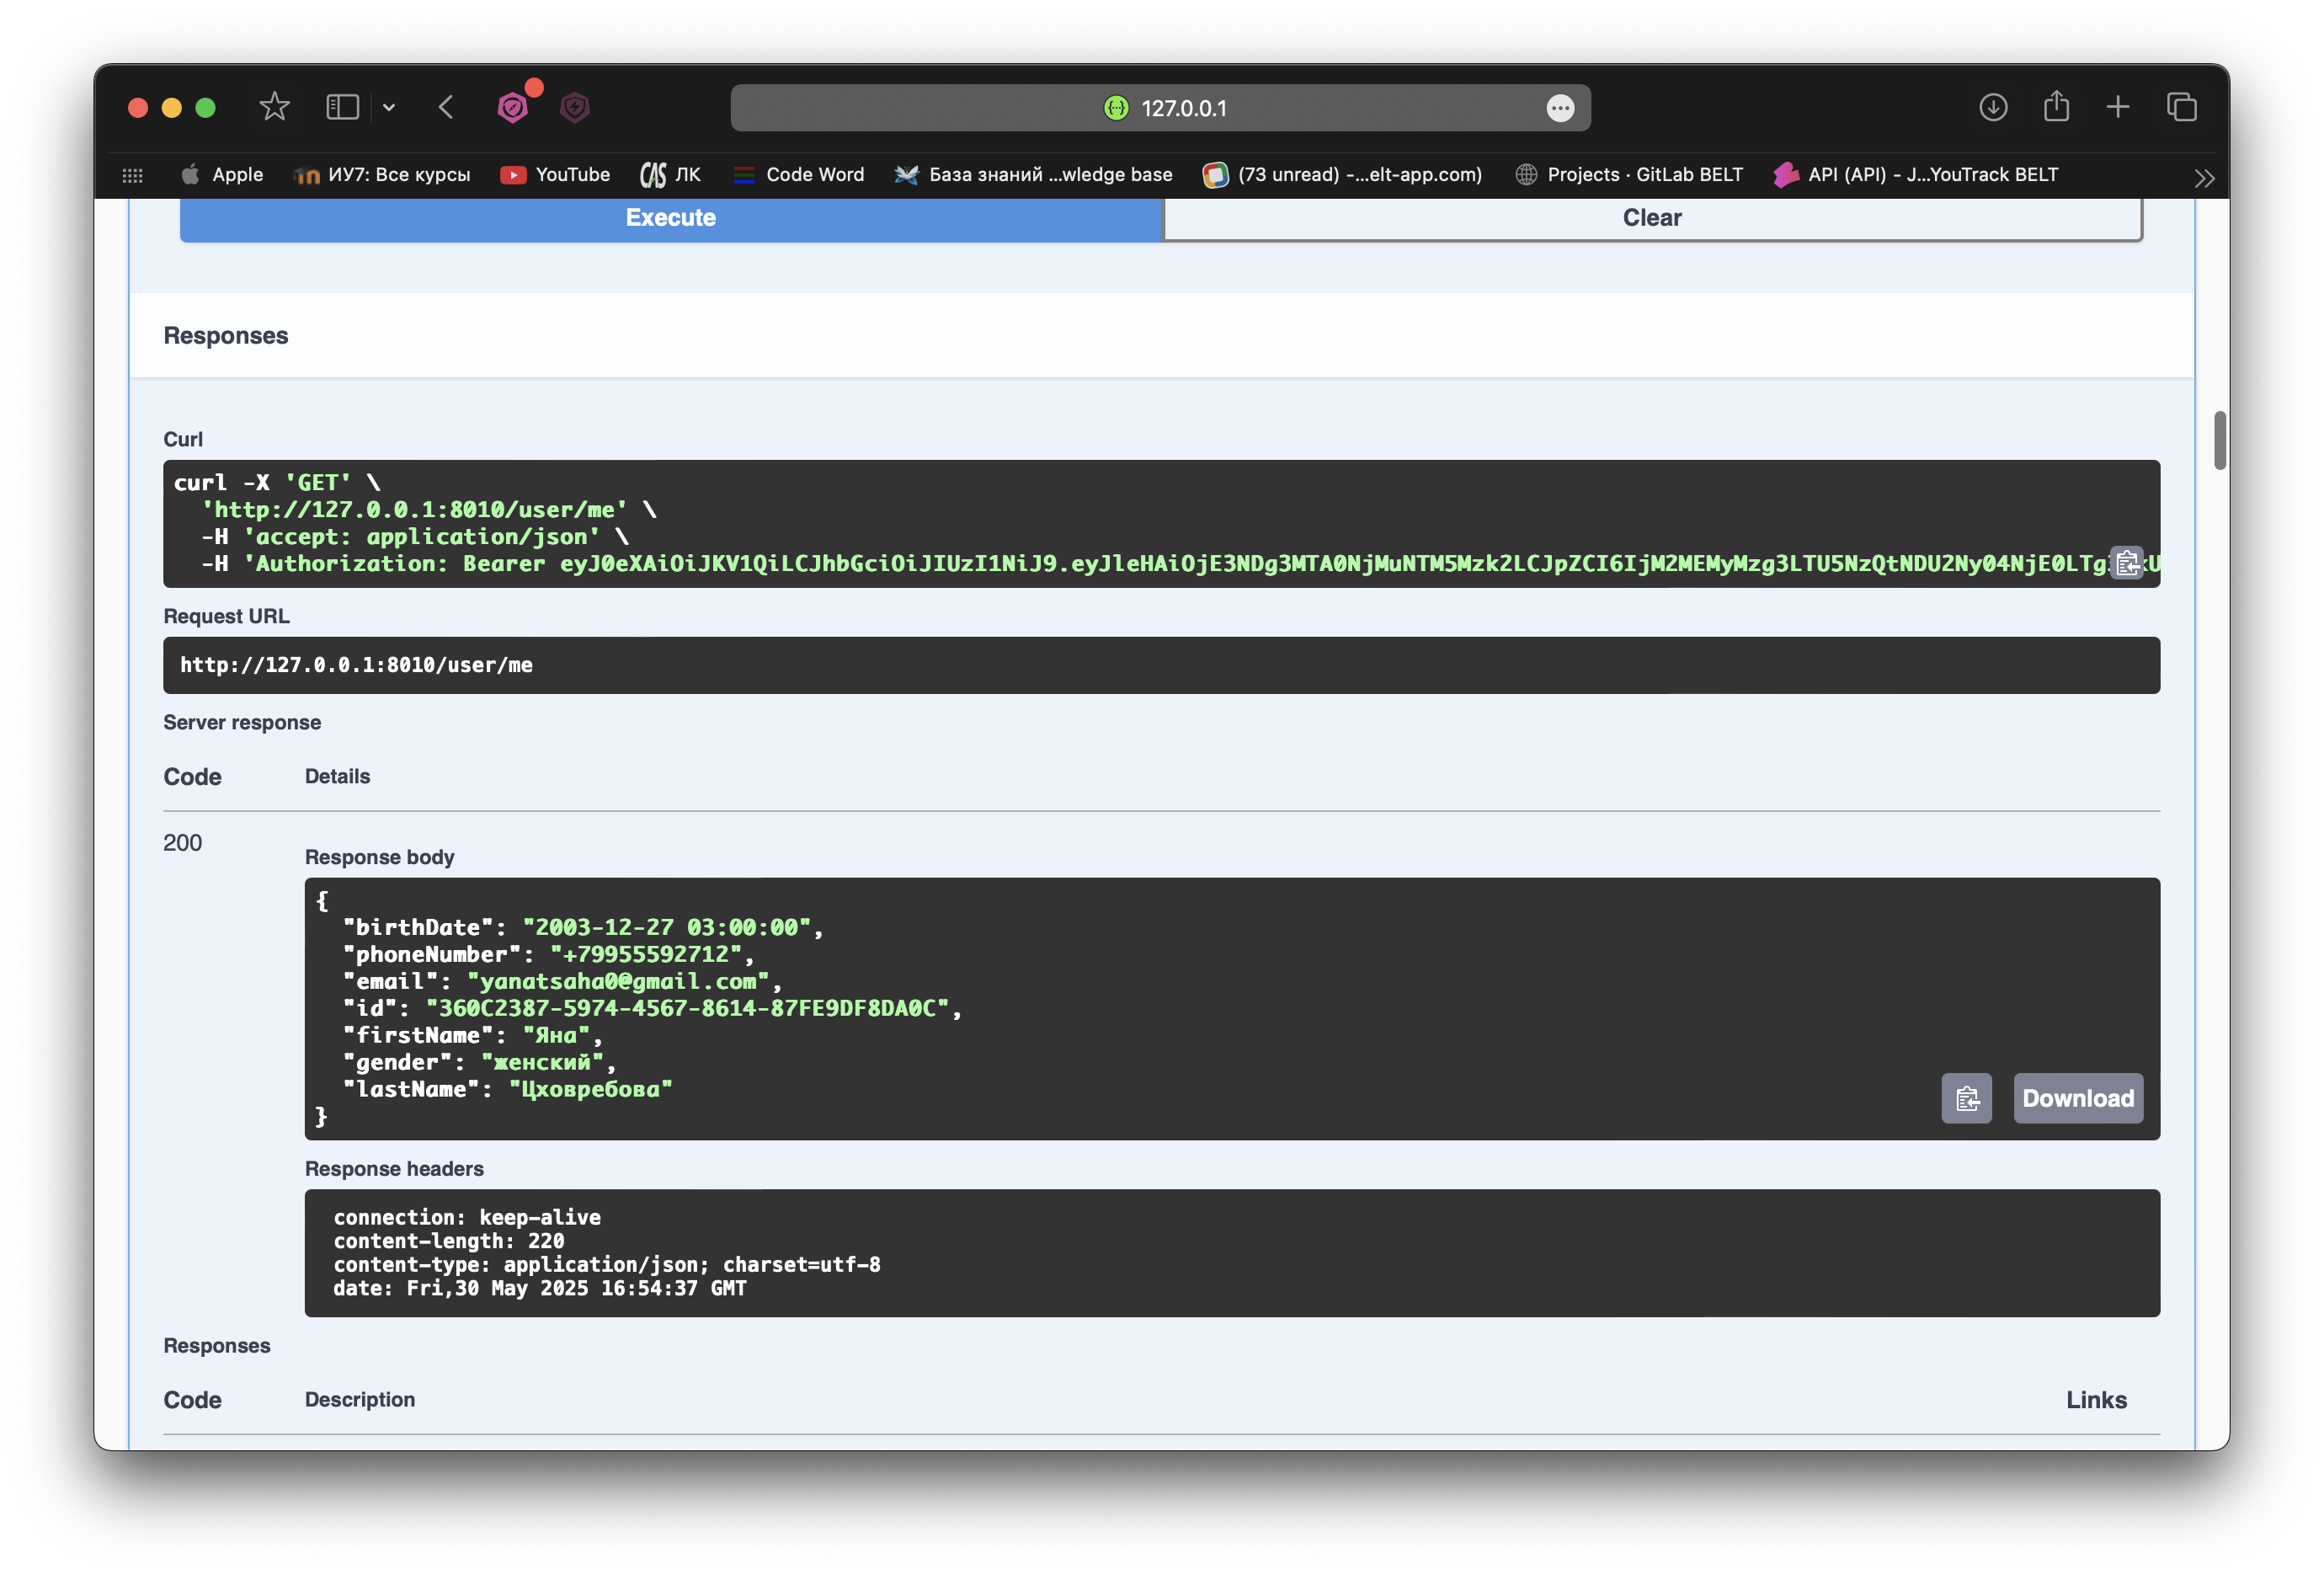 127.0.0.1
Apple ИУ7: Все курсы YouTube CAS ЛК Code Word База знаний ...wledge base (73 unread) -...elt-app.com) Projects · GitLab BELT API (API) - J...YouTrack BELT
Execute Clear
Responses
Curl
curl -X 'GET' \
'http://127.0.0.1:8010/user/me' \
-H 'accept: application/json' \
-H 'Authorization: Bearer eyJ0eXAiOiJKV1QiLCJhbGciOiJIUzI1NiJ9.eyJleHAiOjE3NDg3MTA0NjMuNTM5Mzk2LCJpZCI6IjM2MEMyMzg3LTU5NzQtNDU2Ny04NjE0LTg
Request URL
http://127.0.0.1:8010/user/me
Server response
Code Details
200
Response body
{
"birthDate": "2003-12-27 03:00:00",
"phoneNumber": "+79955592712",
"email": "yanatsaha0@gmail.com",
"id": "360C2387-5974-4567-8614-87FE9DF8DA0C",
"firstName": "Яна",
"gender": "женский",
"lastName": "Цховребова"
}
Download
Response headers
connection: keep-alive
content-length: 220
content-type: application/json; charset=utf-8
date: Fri,30 May 2025 16:54:37 GMT
Responses
Code Description Links